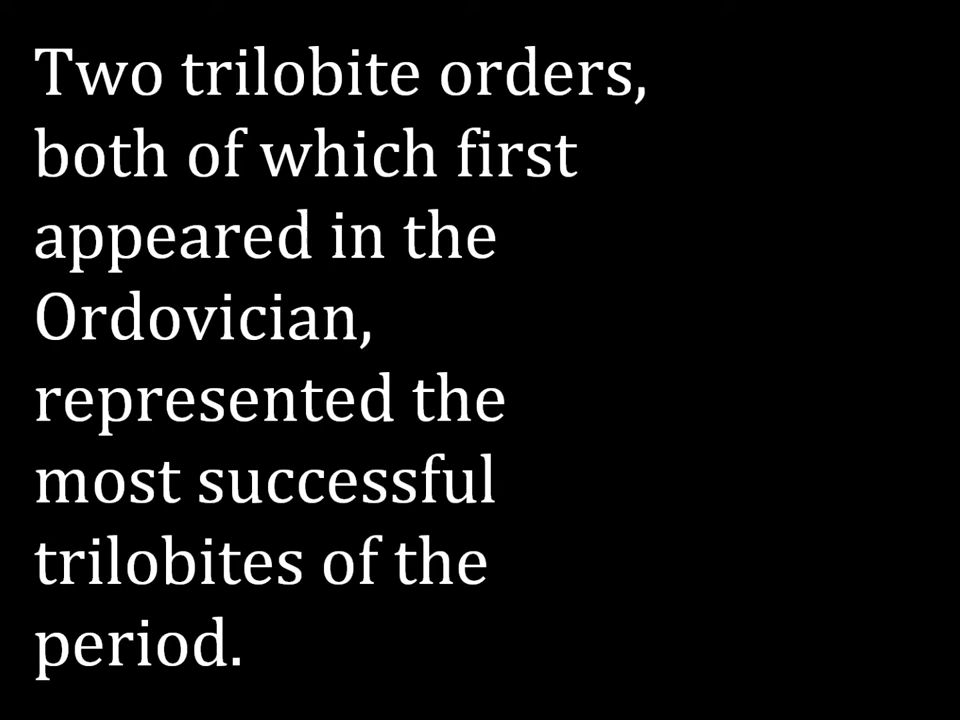 Two trilobite orders,
both of which first
appeared in the
Ordovician,
represented the
most successful
trilobites of the
period.